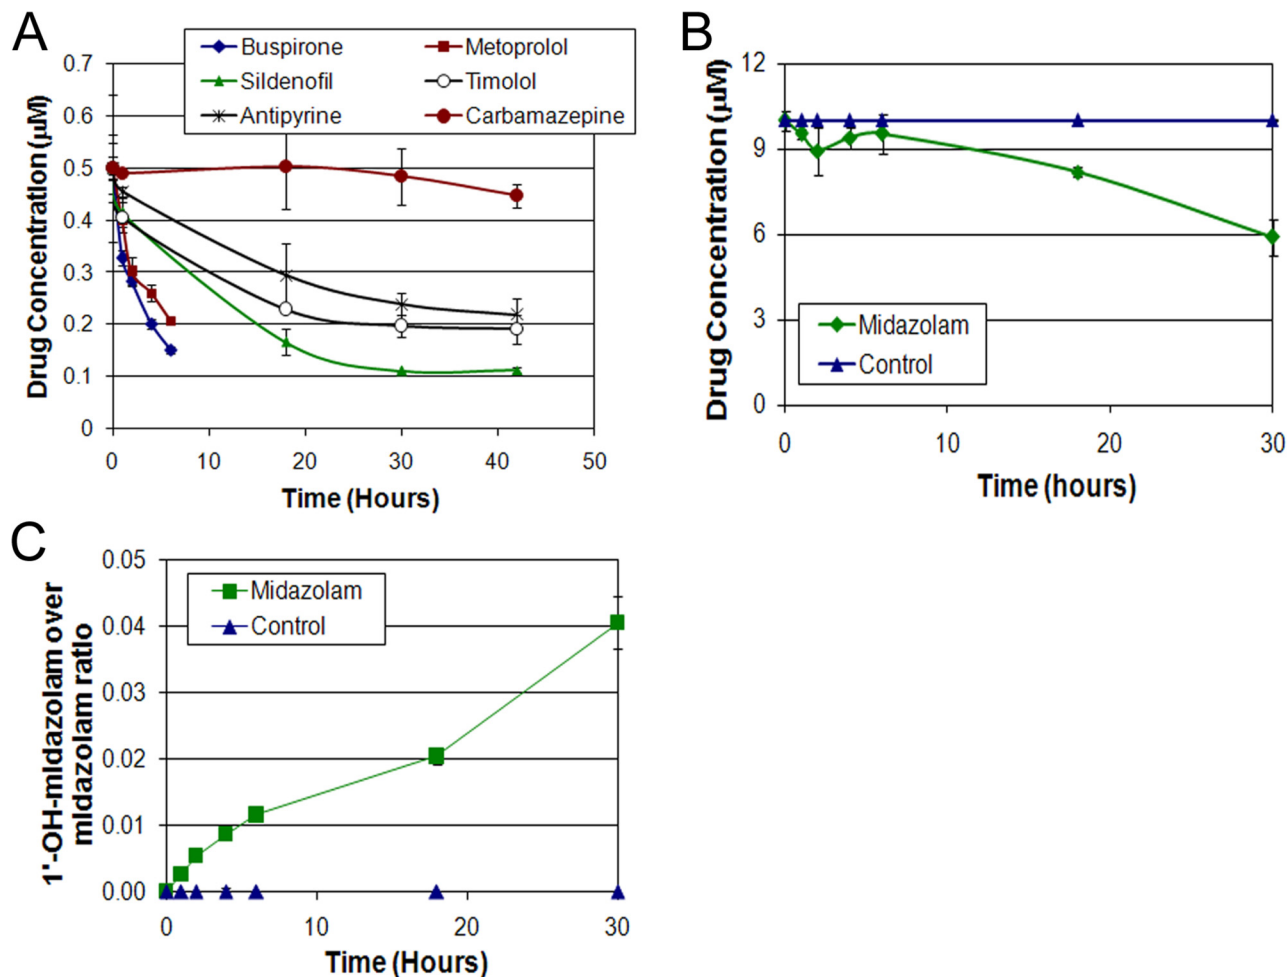 A
Buspirone Metoprolol
Sildenofil Timolol
Antipyrine Carbamazepine
Drug Concentration (µM)
0.7
0.6
0.5
0.4
0.3
0.2
0.1
0
0 10 20 30 40 50
Time (Hours)
B
Drug Concentration (µM)
12
9
6
3
0
Midazolam
Control
0 10 20 30
Time (hours)
C
1'-OH-midazolam over
midazolam ratio
0.05
0.04
0.03
0.02
0.01
0.00
Midazolam
Control
0 10 20 30
Time (Hours)